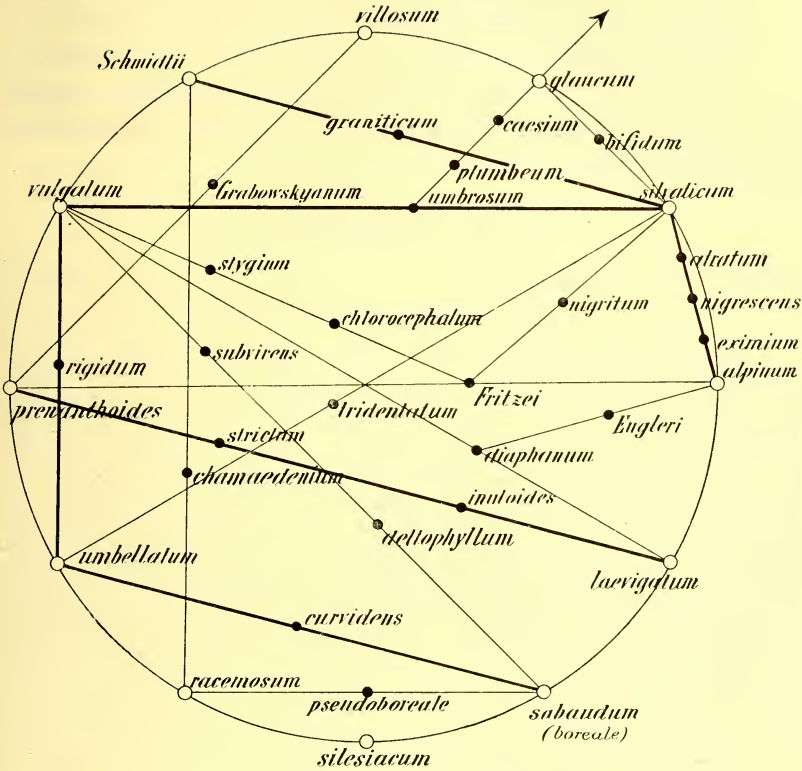 villosum
Schmidtii
glaucum
graniticum
caesium
bifidum
plumbeum
vulgatum
Grabowskyanum
umbrosum
silvaticum
stygium
atratum
chlorocephalum
nigritum
nigrescens
subvirens
eximium
rigidum
alpinum
prenanthoides
Fritzei
tridentatum
Engleri
strictum
diaphanum
chamaedenium
inuloides
dettophyllum
umbellatum
laevigatum
curvidens
racemosum
pseudoboreale
sabaudum
(boreale)
silesiacum